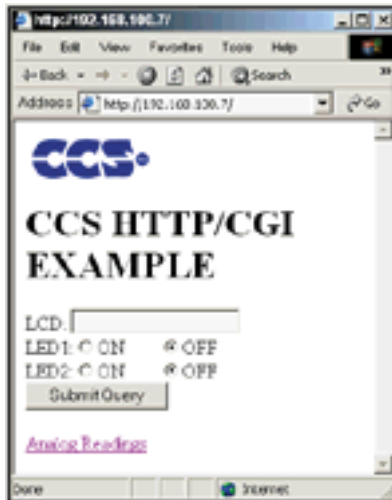 http://192.168.100.7/
File Edit View Favorites Tools Help
Back Search
Address http://192.168.100.7/ Go
CCS
CCS HTTP/CGI
EXAMPLE
LCD:
LED1: ON OFF
LED2: ON OFF
Submit Query
Analog Readings
Done Internet